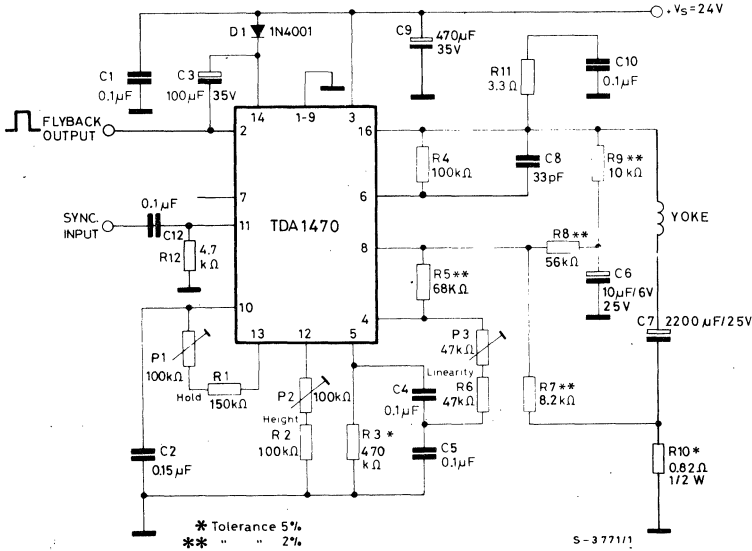 + Vs = 24V
D1 1N4001
C9 470µF 35V
C1 0.1µF
C3 100µF 35V
R11 3.3Ω
C10 0.1µF
FLYBACK OUTPUT
2
14
1-9
3
16
R4 100kΩ
C8 33pF
R9** 10kΩ
7
6
YOKE
SYNC. INPUT
0.1µF
C12
R12 4.7 kΩ
11
TDA1470
8
R8** 56kΩ
R5** 68KΩ
C6 10µF/6V 25V
10
4
P3 47kΩ
Linearity
C7 2200µF/25V
13
12
5
P1 100kΩ
Hold
R1 150kΩ
P2 100kΩ
Height
R2 100kΩ
R3* 470 kΩ
C4 0.1µF
R6 47kΩ
R7** 8.2kΩ
C2 0.15µF
C5 0.1µF
R10* 0.82Ω 1/2 W
* Tolerance 5%
** " " 2%
S-3771/1